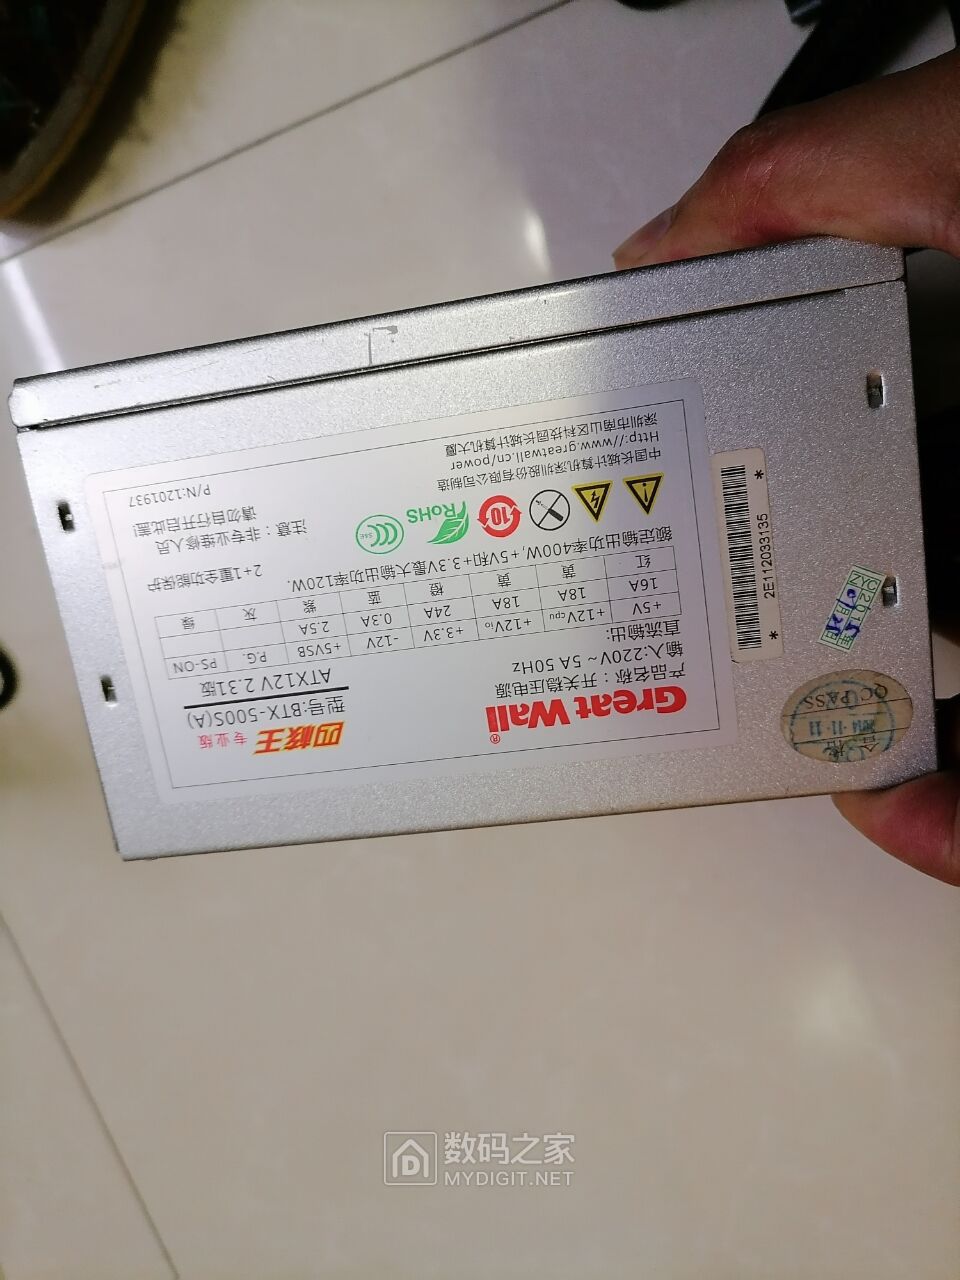 Great Wall®
四核王 专业版
产品名称：开关稳压电源
型号:BTX-500S(A)
输入:220V~5A 50Hz
ATX12V 2.31版
直流输出:
+5V +12Vcpu +12Vio +3.3V -12V +5VSB P.G. PS-ON
16A 18A 18A 24A 0.3A 2.5A
红 黄 黄 橙 蓝 紫 灰 绿
额定输出功率400W,+5V和+3.3V最大输出功率120W.
2+1重全功能保护
10
RoHS
S&E
注意：非专业维修人员
请勿自行开启此盖!
中国长城计算机深圳股份有限公司制造
Http://www.greatwall.cn/power
深圳市南山区科技园长城计算机大厦
P/N:1201937
*2E112033135*
QC PASS
数码之家
MYDIGIT.NET